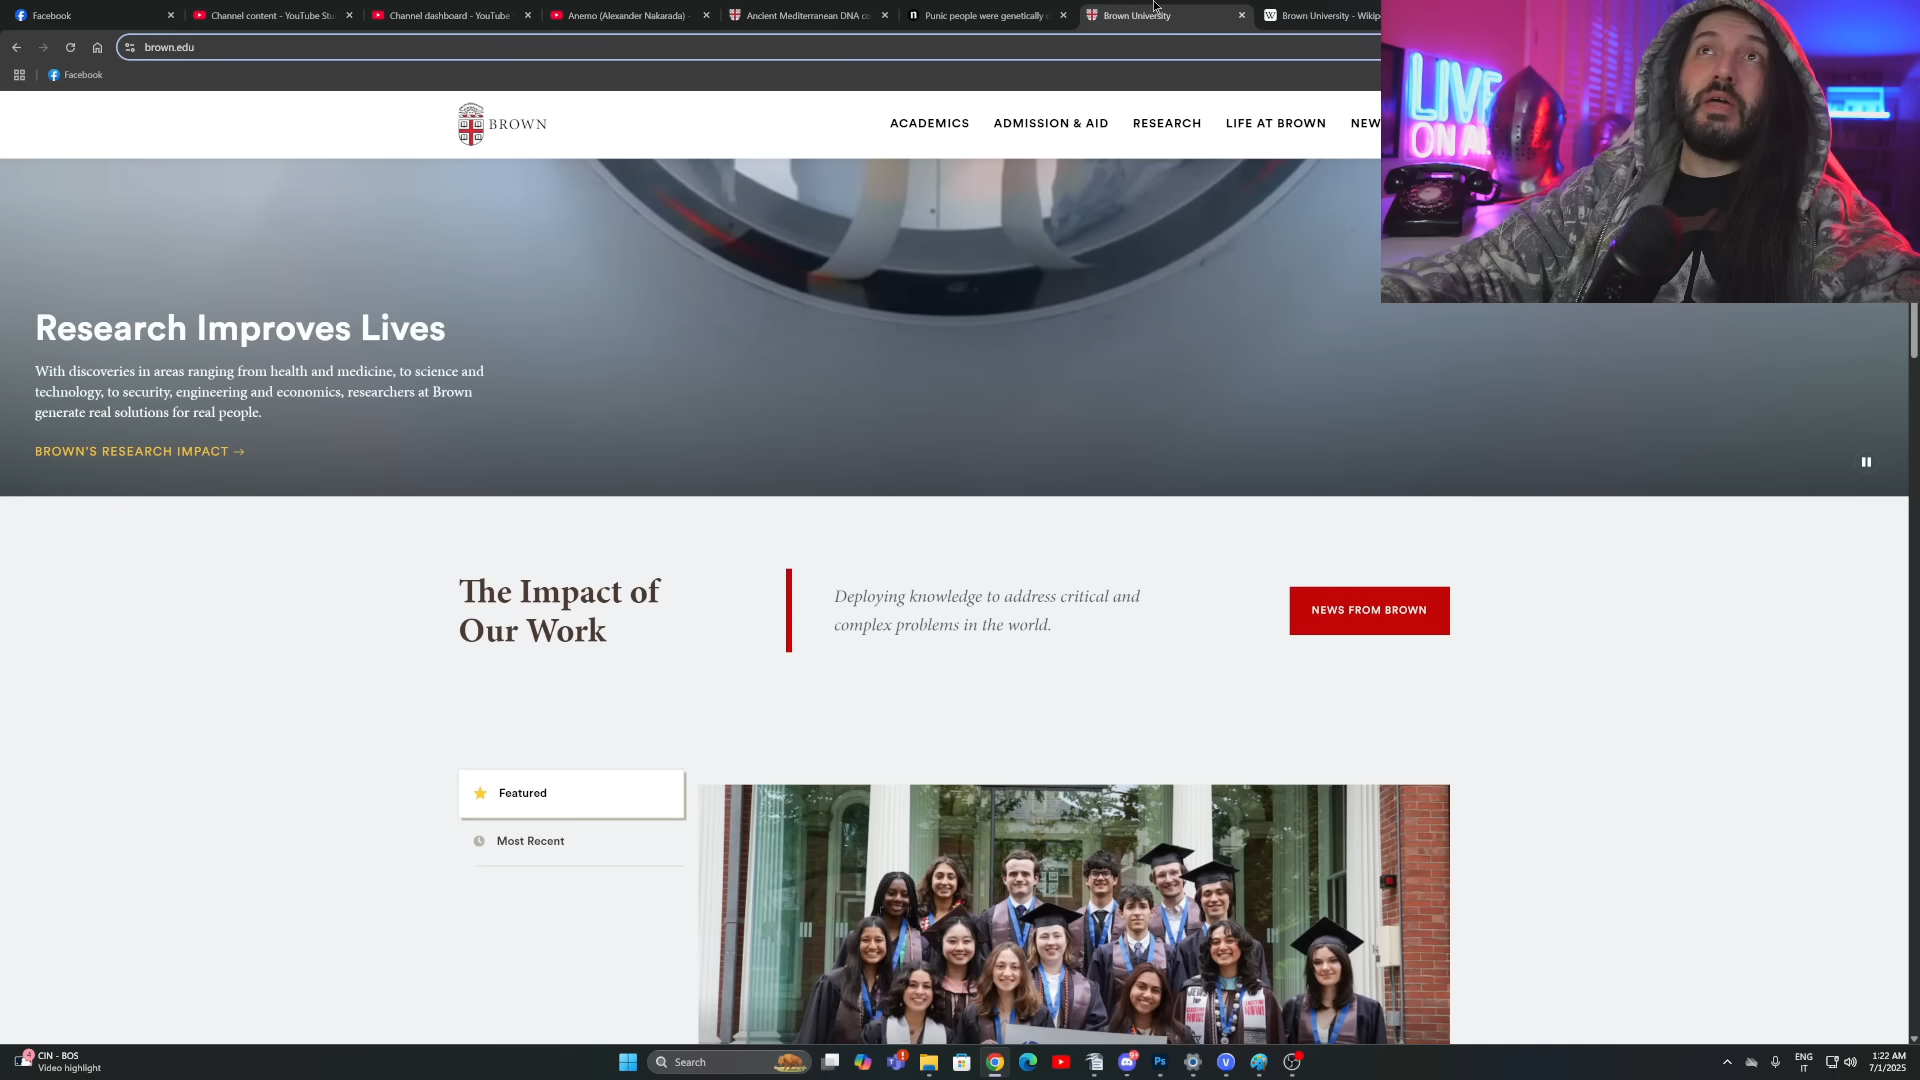 Facebook
Channel content - YouTube Stu
Channel dashboard - YouTube
Anemo (Alexander Nakarada) -
Ancient Mediterranean DNA co
Punic people were genetically d
Brown University
Brown University - Wikip
brown.edu
Facebook
BROWN
ACADEMICS
ADMISSION & AID
RESEARCH
LIFE AT BROWN
NEW
LIVE
ON AI
Research Improves Lives
With discoveries in areas ranging from health and medicine, to science and
technology, to security, engineering and economics, researchers at Brown
generate real solutions for real people.
BROWN'S RESEARCH IMPACT →
The Impact of
Our Work
Deploying knowledge to address critical and
complex problems in the world.
NEWS FROM BROWN
Featured
Most Recent
CIN - BOS
Video highlight
Search
ENG
IT
1:22 AM
7/1/2025